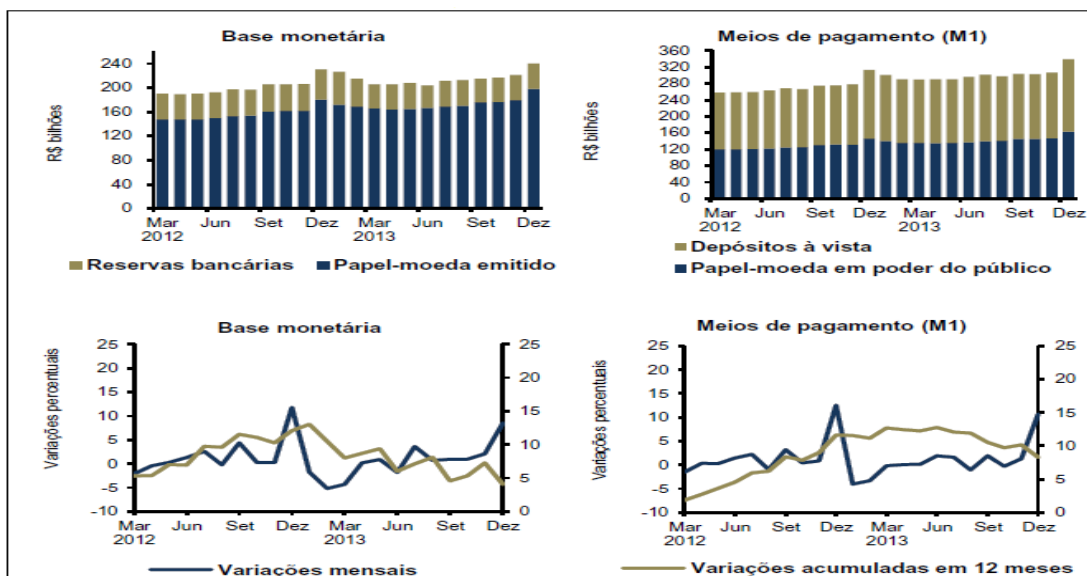 Base monetária
R$ bilhões
240
200
160
120
80
40
0
Mar Jun Set Dez Mar Jun Set Dez
2012 2013
Reservas bancárias Papel-moeda emitido
Meios de pagamento (M1)
R$ bilhões
360
320
280
240
200
160
120
80
40
0
Mar Jun Set Dez Mar Jun Set Dez
2012 2013
Depósitos à vista
Papel-moeda em poder do público
Base monetária
Variações percentuais
25
20
15
10
5
0
-5
-10
25
20
15
10
5
0
Mar Jun Set Dez Mar Jun Set Dez
2012 2013
Variações mensais
Meios de pagamento (M1)
Variações percentuais
25
20
15
10
5
0
-5
-10
25
20
15
10
5
0
Mar Jun Set Dez Mar Jun Set Dez
2012 2013
Variações acumuladas em 12 meses